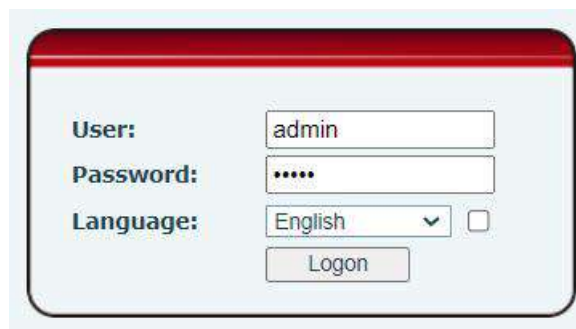 User: admin
Password: •••••
Language: English
Logon